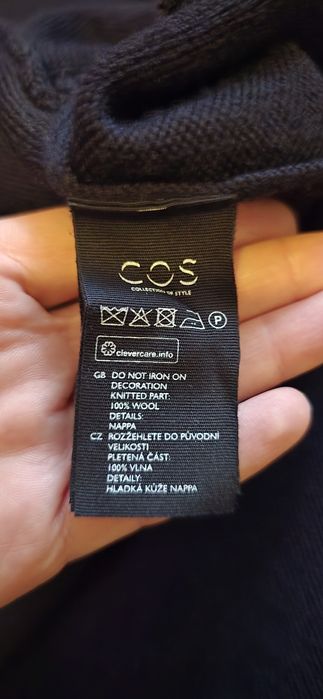 COS
COLLECTION OF STYLE
P
clevercare.info
GB DO NOT IRON ON
DECORATION
KNITTED PART:
100% WOOL
DETAILS:
NAPPA
CZ ROZŽEHLETE DO PŮVODNÍ
VELIKOSTI
PLETENÁ ČÁST:
100% VLNA
DETAILY:
HLADKÁ KŮŽE NAPPA